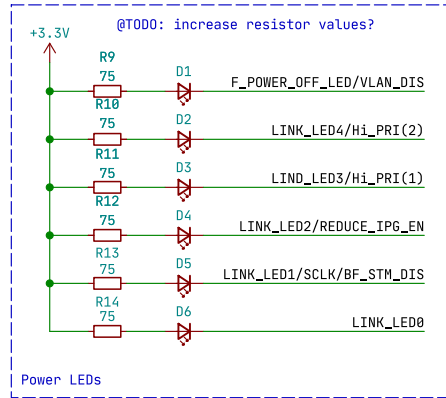 @TODO: increase resistor values?
+3.3V
R9
75
D1
F_POWER_OFF_LED/VLAN_DIS
R10
75
D2
LINK_LED4/Hi_PRI(2)
R11
75
D3
LIND_LED3/Hi_PRI(1)
R12
75
D4
LINK_LED2/REDUCE_IPG_EN
R13
75
D5
LINK_LED1/SCLK/BF_STM_DIS
R14
75
D6
LINK_LED0
Power LEDs